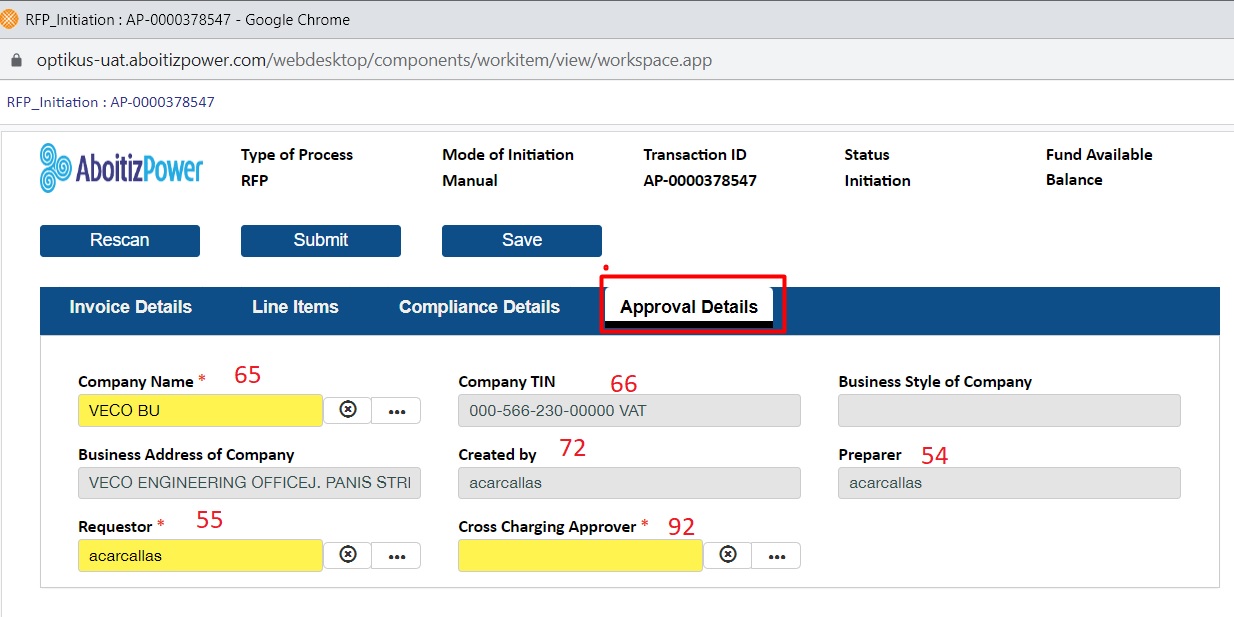 RFP_Initiation : AP-0000378547 - Google Chrome
optikus-uat.aboitizpower.com/webdesktop/components/workitem/view/workspace.app
RFP_Initiation : AP-0000378547
AboitizPower
Type of Process Mode of Initiation Transaction ID Status Fund Available
RFP Manual AP-0000378547 Initiation Balance
Rescan Submit Save
Invoice Details Line Items Compliance Details Approval Details
Company Name * 65 Company TIN 66 Business Style of Company
VECO BU ... 000-566-230-00000 VAT
Business Address of Company Created by 72 Preparer 54
VECO ENGINEERING OFFICEJ. PANIS STRI acarcallas acarcallas
Requestor * 55 Cross Charging Approver * 92
acarcallas ... ...